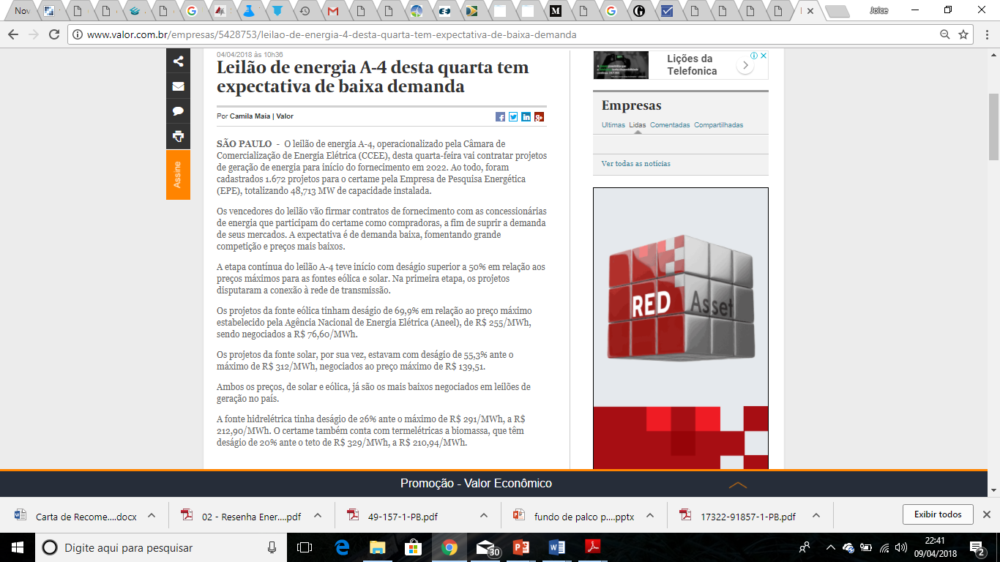 Nov
Joice
www.valor.com.br/empresas/5428753/leilao-de-energia-4-desta-quarta-tem-expectativa-de-baixa-demanda
04/04/2018 às 10h36
Leilão de energia A-4 desta quarta tem
expectativa de baixa demanda
Por Camila Maia | Valor
SÃO PAULO - O leilão de energia A-4, operacionalizado pela Câmara de
Comercialização de Energia Elétrica (CCEE), desta quarta-feira vai contratar projetos
de geração de energia para início do fornecimento em 2022. Ao todo, foram
cadastrados 1.672 projetos para o certame pela Empresa de Pesquisa Energética
(EPE), totalizando 48,713 MW de capacidade instalada.
Os vencedores do leilão vão firmar contratos de fornecimento com as concessionárias
de energia que participam do certame como compradoras, a fim de suprir a demanda
de seus mercados. A expectativa é de demanda baixa, fomentando grande
competição e preços mais baixos.
A etapa contínua do leilão A-4 teve início com deságio superior a 50% em relação aos
preços máximos para as fontes eólica e solar. Na primeira etapa, os projetos
disputaram a conexão à rede de transmissão.
Os projetos da fonte eólica tinham deságio de 69,9% em relação ao preço máximo
estabelecido pela Agência Nacional de Energia Elétrica (Aneel), de R$ 255/MWh,
sendo negociados a R$ 76,60/MWh.
Os projetos da fonte solar, por sua vez, estavam com deságio de 55,3% ante o
máximo de R$ 312/MWh, negociados ao preço máximo de R$ 139,51.
Ambos os preços, de solar e eólica, já são os mais baixos negociados em leilões de
geração no país.
A fonte hidrelétrica tinha deságio de 26% ante o máximo de R$ 291/MWh, a R$
212,90/MWh. O certame também conta com termelétricas a biomassa, que têm
deságio de 20% ante o teto de R$ 329/MWh, a R$ 210,94/MWh.
Assine
Lições da
Telefonica
Empresas
Ultimas Lidas Comentadas Compartilhadas
Ver todas as notícias
RED Asset
Promoção - Valor Econômico
Carta de Recome....docx
02 - Resenha Ener....pdf
49-157-1-PB.pdf
fundo de palco p....pptx
17322-91857-1-PB.pdf
Exibir todos
Digite aqui para pesquisar
30
22:41
09/04/2018
2